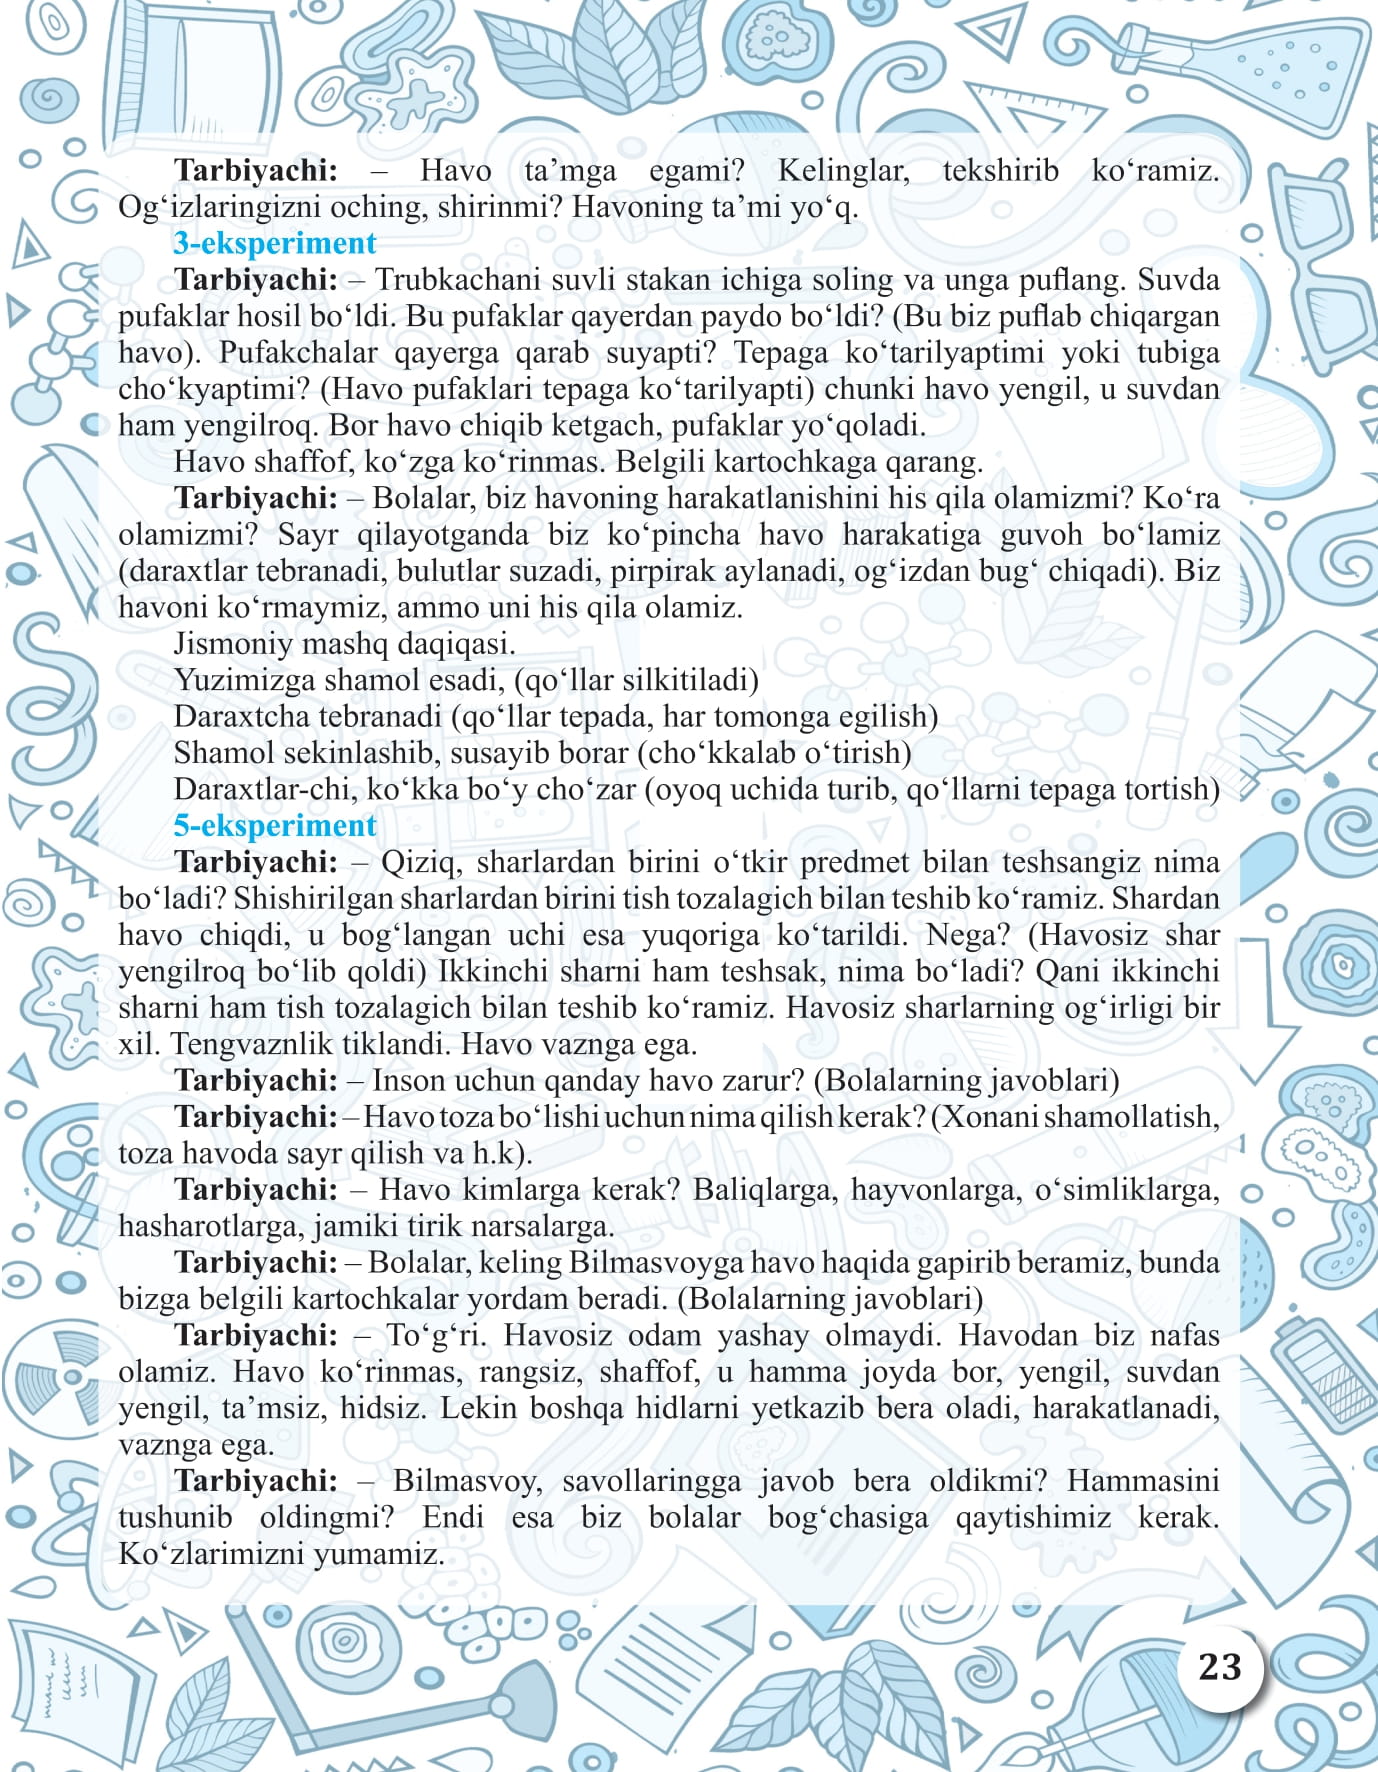 Tarbiyachi: – Havo ta’mga egami? Kelinglar, tekshirib ko‘ramiz.
Og‘izlaringizni oching, shirinmi? Havoning ta’mi yo‘q.
3-eksperiment
Tarbiyachi: – Trubkachani suvli stakan ichiga soling va unga puflang. Suvda
pufaklar hosil bo‘ldi. Bu pufaklar qayerdan paydo bo‘ldi? (Bu biz puflab chiqargan
havo). Pufakchalar qayerga qarab suyapti? Tepaga ko‘tarilyaptimi yoki tubiga
cho‘kyaptimi? (Havo pufaklari tepaga ko‘tarilyapti) chunki havo yengil, u suvdan
ham yengilroq. Bor havo chiqib ketgach, pufaklar yo‘qoladi.
Havo shaffof, ko‘zga ko‘rinmas. Belgili kartochkaga qarang.
Tarbiyachi: – Bolalar, biz havoning harakatlanishini his qila olamizmi? Ko‘ra
olamizmi? Sayr qilayotganda biz ko‘pincha havo harakatiga guvoh bo‘lamiz
(daraxtlar tebranadi, bulutlar suzadi, pirpirak aylanadi, og‘izdan bug‘ chiqadi). Biz
havoni ko‘rmaymiz, ammo uni his qila olamiz.
Jismoniy mashq daqiqasi.
Yuzimizga shamol esadi, (qo‘llar silkitiladi)
Daraxtcha tebranadi (qo‘llar tepada, har tomonga egilish)
Shamol sekinlashib, susayib borar (cho‘kkalab o‘tirish)
Daraxtlar-chi, ko‘kka bo‘y cho‘zar (oyoq uchida turib, qo‘llarni tepaga tortish)
5-eksperiment
Tarbiyachi: – Qiziq, sharlardan birini o‘tkir predmet bilan teshsangiz nima
bo‘ladi? Shishirilgan sharlardan birini tish tozalagich bilan teshib ko‘ramiz. Shardan
havo chiqdi, u bog‘langan uchi esa yuqoriga ko‘tarildi. Nega? (Havosiz shar
yengilroq bo‘lib qoldi) Ikkinchi sharni ham teshsak, nima bo‘ladi? Qani ikkinchi
sharni ham tish tozalagich bilan teshib ko‘ramiz. Havosiz sharlarning og‘irligi bir
xil. Tengvaznlik tiklandi. Havo vaznga ega.
Tarbiyachi: – Inson uchun qanday havo zarur? (Bolalarning javoblari)
Tarbiyachi: – Havo toza bo‘lishi uchun nima qilish kerak? (Xonani shamollatish,
toza havoda sayr qilish va h.k).
Tarbiyachi: – Havo kimlarga kerak? Baliqlarga, hayvonlarga, o‘simliklarga,
hasharotlarga, jamiki tirik narsalarga.
Tarbiyachi: – Bolalar, keling Bilmasvoyga havo haqida gapirib beramiz, bunda
bizga belgili kartochkalar yordam beradi. (Bolalarning javoblari)
Tarbiyachi: – To‘g‘ri. Havosiz odam yashay olmaydi. Havodan biz nafas
olamiz. Havo ko‘rinmas, rangsiz, shaffof, u hamma joyda bor, yengil, suvdan
yengil, ta’msiz, hidsiz. Lekin boshqa hidlarni yetkazib bera oladi, harakatlanadi,
vaznga ega.
Tarbiyachi: – Bilmasvoy, savollaringga javob bera oldikmi? Hammasini
tushunib oldingmi? Endi esa biz bolalar bog‘chasiga qaytishimiz kerak.
Ko‘zlarimizni yumamiz.
23